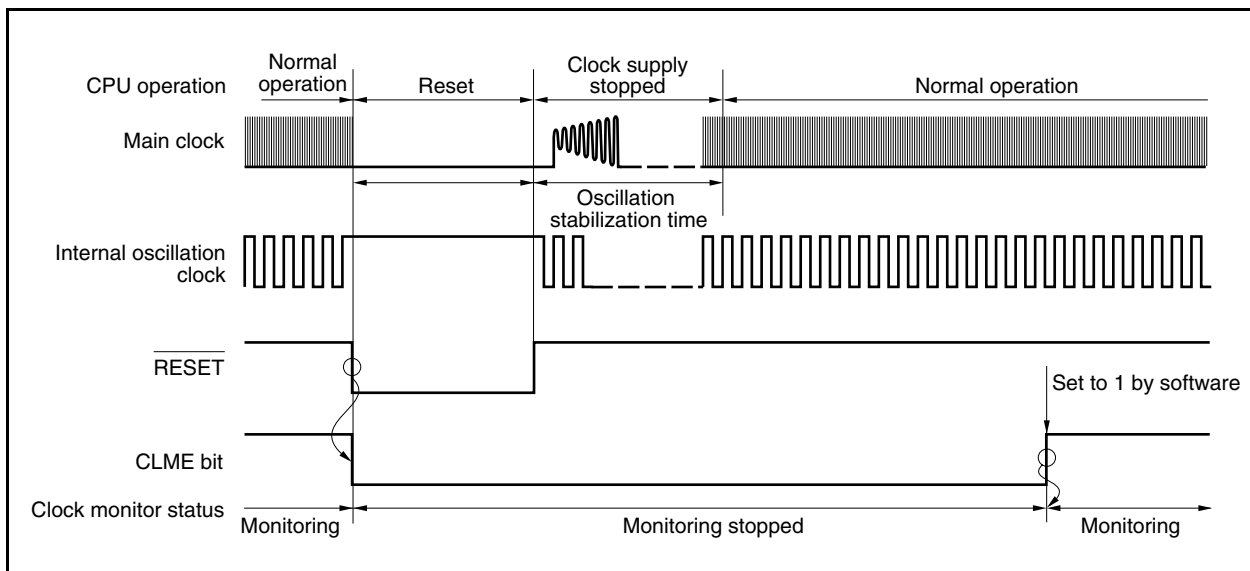 Normal
operation
Clock supply
stopped
CPU operation
Reset
Normal operation
Main clock
Oscillation
stabilization time
Internal oscillation
clock
RESET
Set to 1 by software
CLME bit
Clock monitor status
Monitoring
Monitoring stopped
Monitoring